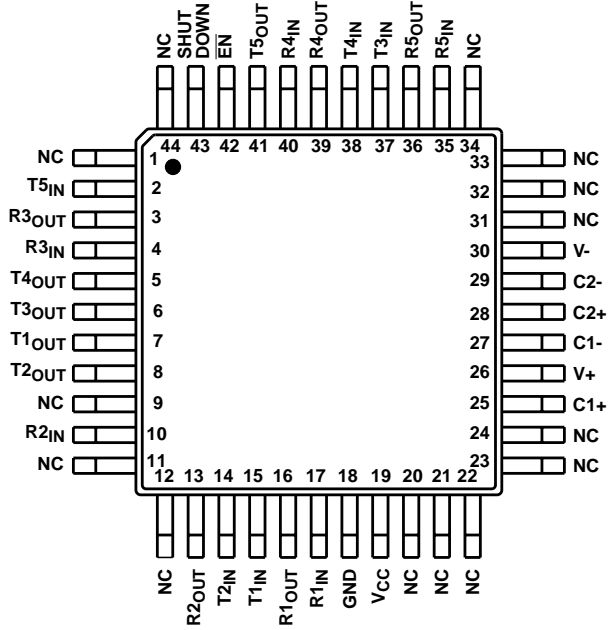 NC
SHUT
DOWN
EN
T5OUT
R4IN
R4OUT
T4IN
T3IN
R5OUT
R5IN
NC
44 43 42 41 40 39 38 37 36 35 34
NC 1
T5IN 2
R3OUT 3
R3IN 4
T4OUT 5
T3OUT 6
T1OUT 7
T2OUT 8
NC 9
R2IN 10
NC 11
33 NC
32 NC
31 NC
30 V-
29 C2-
28 C2+
27 C1-
26 V+
25 C1+
24 NC
23 NC
12 13 14 15 16 17 18 19 20 21 22
NC
R2OUT
T2IN
T1IN
R1OUT
R1IN
GND
VCC
NC
NC
NC